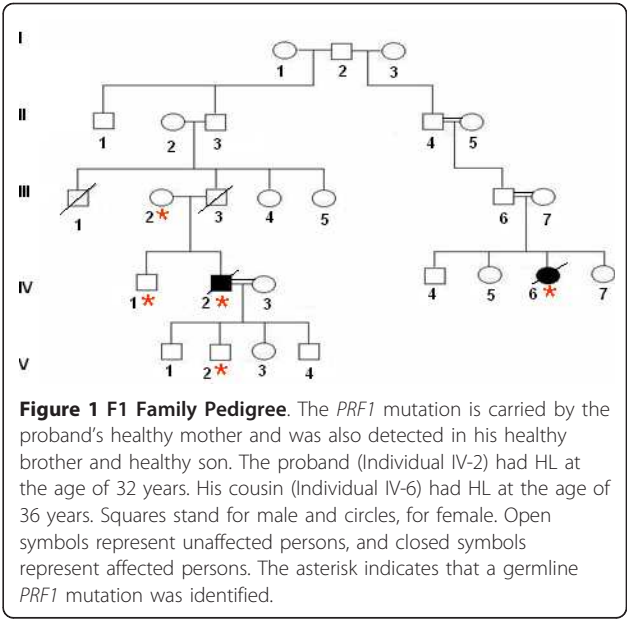 I
1 2 3
II
1 2 3 4 5
III
1 2* 3 4 5 6 7
IV
1* 2* 3 4 5 6* 7
V
1 2* 3 4
Figure 1 F1 Family Pedigree. The PRF1 mutation is carried by the
proband's healthy mother and was also detected in his healthy
brother and healthy son. The proband (Individual IV-2) had HL at
the age of 32 years. His cousin (Individual IV-6) had HL at the age of
36 years. Squares stand for male and circles, for female. Open
symbols represent unaffected persons, and closed symbols
represent affected persons. The asterisk indicates that a germline
PRF1 mutation was identified.